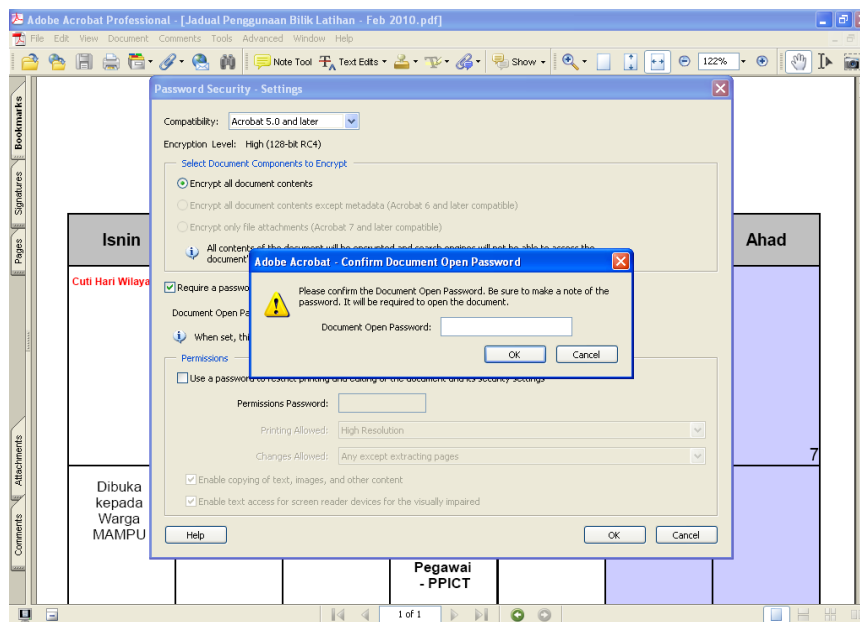 Adobe Acrobat Professional - [Jadual Penggunaan Bilik Latihan - Feb 2010.pdf]
File Edit View Document Comments Tools Advanced Window Help
Note Tool Text Edits Show 122%
Password Security - Settings
Compatibility: Acrobat 5.0 and later
Encryption Level: High (128-bit RC4)
Select Document Components to Encrypt
Encrypt all document contents
Encrypt all document contents except metadata (Acrobat 6 and later compatible)
Encrypt only file attachments (Acrobat 7 and later compatible)
All contents of the document will be encrypted and search engines will not be able to access the
document'
Adobe Acrobat - Confirm Document Open Password
Please confirm the Document Open Password. Be sure to make a note of the
password. It will be required to open the document.
Document Open Password:
OK Cancel
Require a passwo
Document Open Pa
When set, thi
Permissions
Use a password to restrict printing and editing of the document and its security settings
Permissions Password:
Printing Allowed: High Resolution
Changes Allowed: Any except extracting pages
Enable copying of text, images, and other content
Enable text access for screen reader devices for the visually impaired
Help OK Cancel
Bookmarks
Signatures
Pages
Attachments
Comments
Isnin
Ahad
Cuti Hari Wilaya
7
Dibuka
kepada
Warga
MAMPU
Pegawai
- PPICT
1 of 1